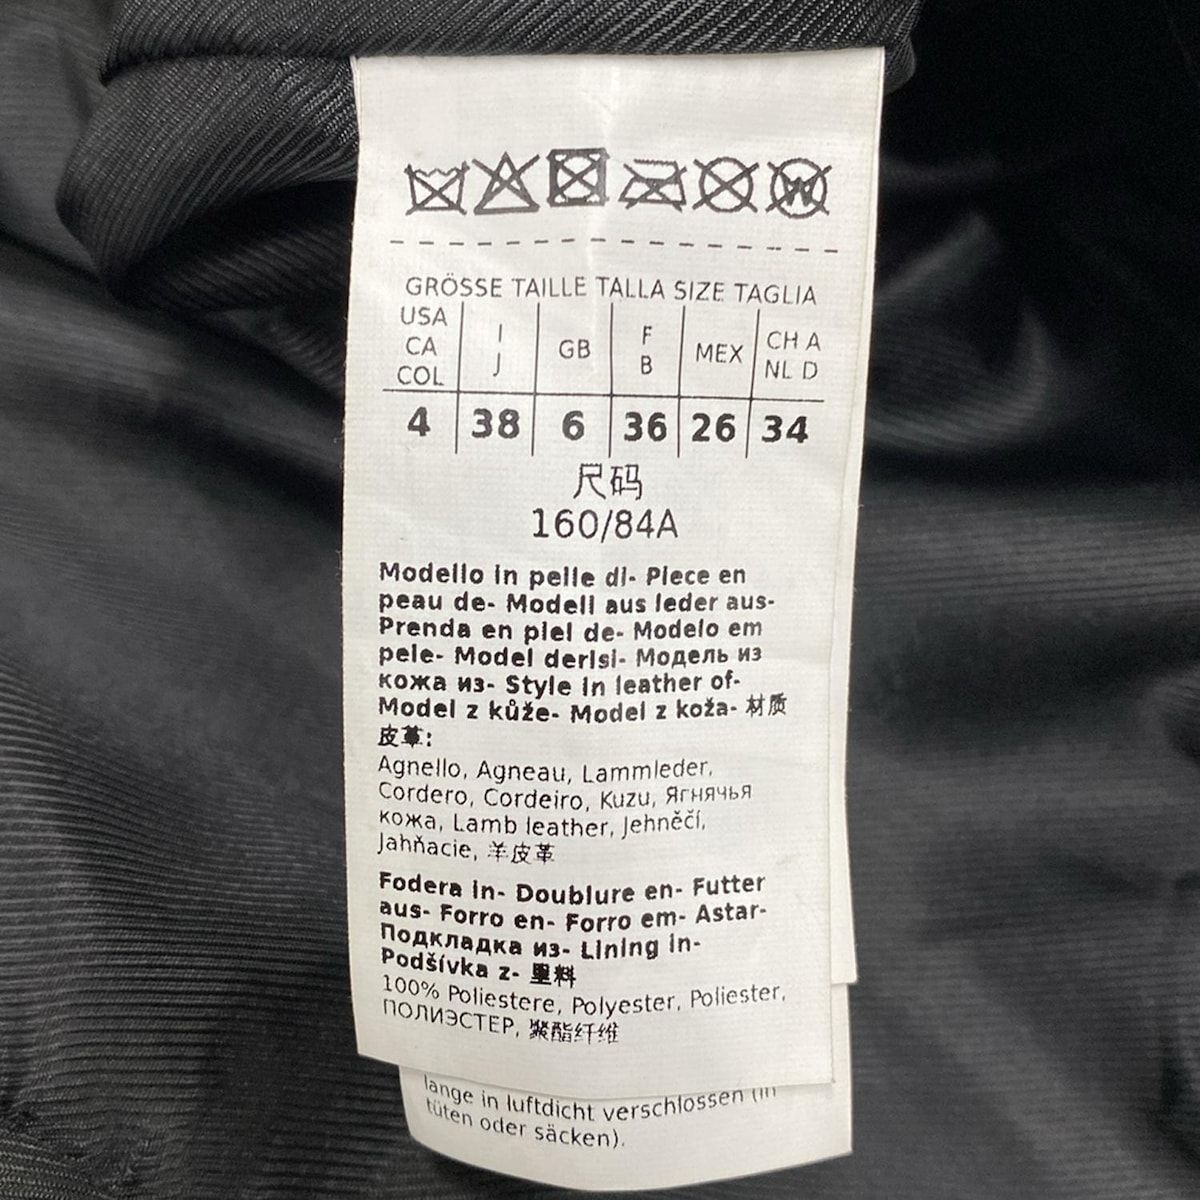 GRÖSSE TAILLE TALLA SIZE TAGLIA
USA CA COL I J GB F B MEX CH A NL D
4 38 6 36 26 34
尺码
160/84A
Modello in pelle di- Piece en
peau de- Modell aus leder aus-
Prenda en piel de- Modelo em
pele- Model derisi- Модель из
кожа из- Style in leather of-
Model z kůže- Model z koža- 材质
皮革:
Agnello, Agneau, Lammleder,
Cordero, Cordeiro, Kuzu, Ягнячья
кожа, Lamb leather, Jehněčí,
Jahňacie, 羊皮革
Fodera in- Doublure en- Futter
aus- Forro en- Forro em- Astar-
Подкладка из- Lining in-
Podšívka z- 里料
100% Poliestere, Polyester, Poliester,
ПОЛИЭСТЕР, 聚酯纤维
lange in luftdicht verschlossen (in
tüten oder säcken).